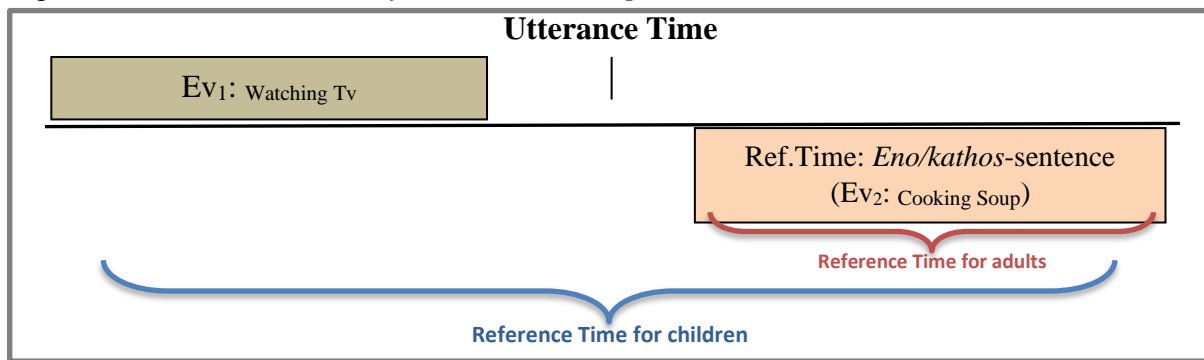 Utterance Time
Ev1: Watching Tv
Ref.Time: Eno/kathos-sentence
(Ev2: Cooking Soup)
Reference Time for adults
Reference Time for children